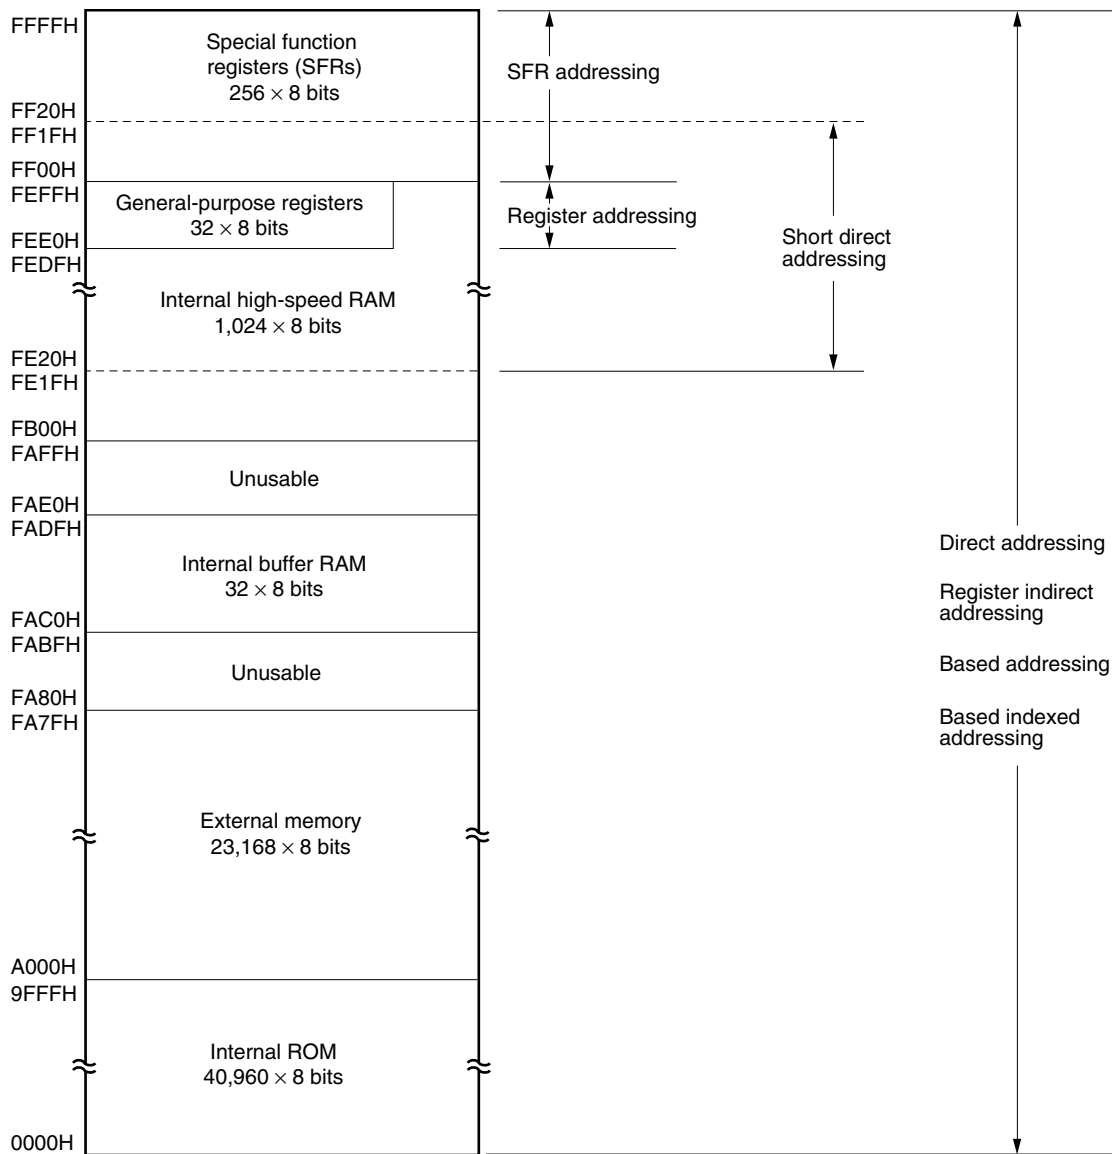 FFFFH
Special function
registers (SFRs)
256 × 8 bits
SFR addressing
FF20H
FF1FH
FF00H
FEFFH
General-purpose registers
32 × 8 bits
Register addressing
FEE0H
FEDFH
Short direct
addressing
Internal high-speed RAM
1,024 × 8 bits
FE20H
FE1FH
FB00H
FAFFH
Unusable
FAE0H
FADFH
Internal buffer RAM
32 × 8 bits
FAC0H
FABFH
Unusable
FA80H
FA7FH
Direct addressing
Register indirect
addressing
Based addressing
Based indexed
addressing
External memory
23,168 × 8 bits
A000H
9FFFH
Internal ROM
40,960 × 8 bits
0000H